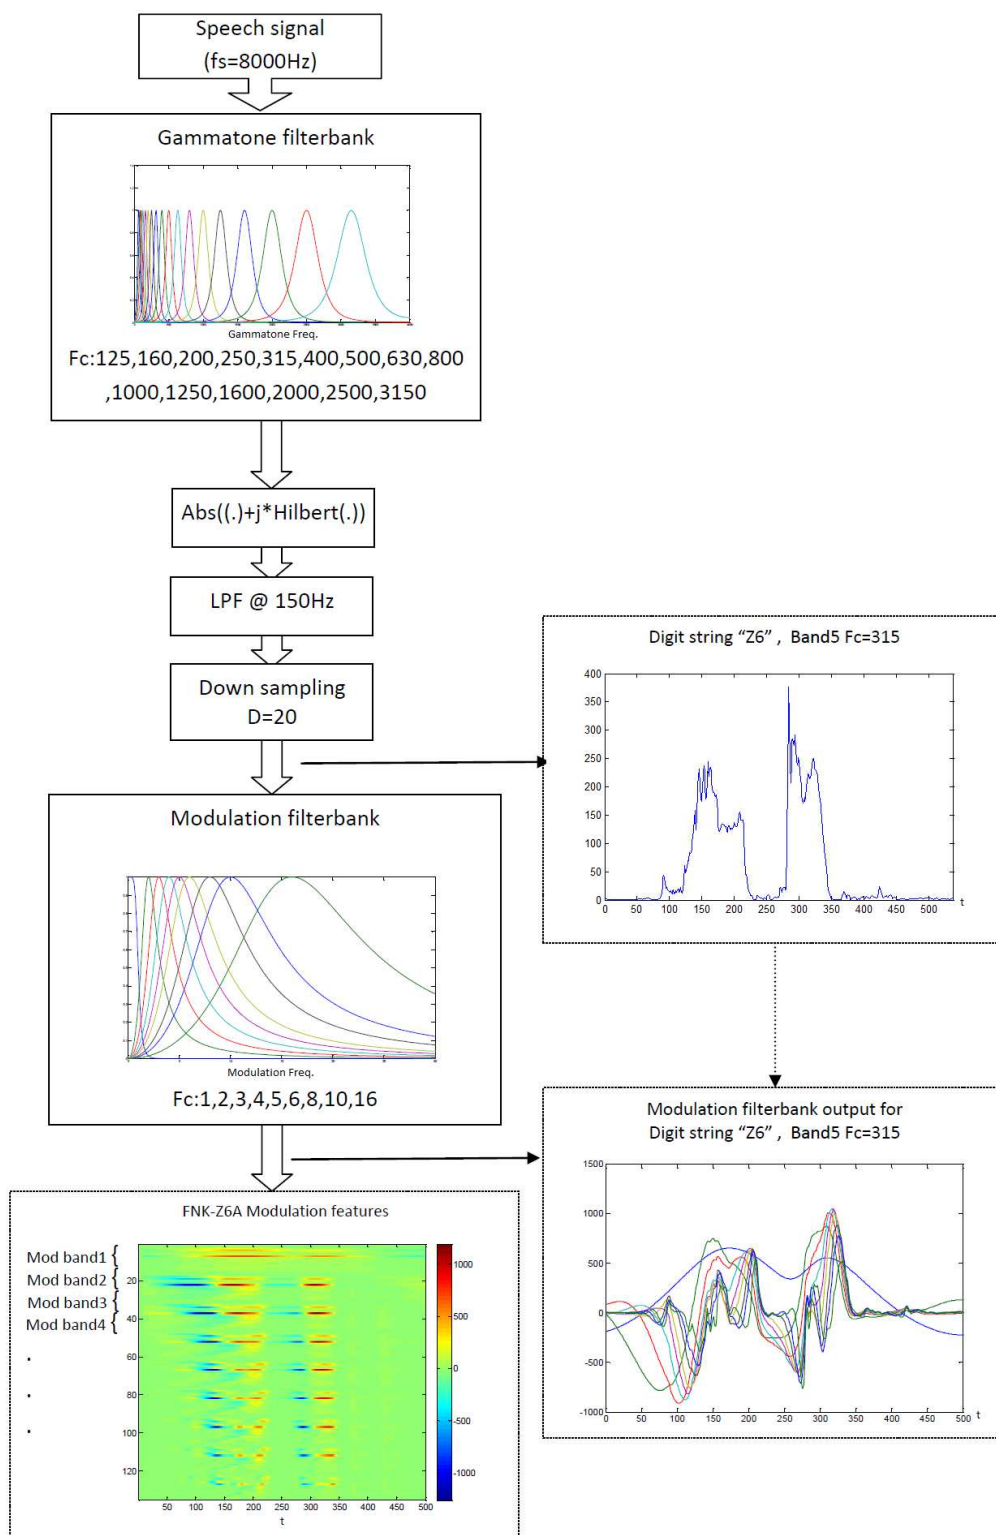 Speech signal
(fs=8000Hz)
Gammatone filterbank
Gammatone Freq.
Fc:125,160,200,250,315,400,500,630,800
,1000,1250,1600,2000,2500,3150
Abs((.)+j*Hilbert(.))
LPF @ 150Hz
Down sampling
D=20
Digit string “Z6” , Band5 Fc=315
400
350
300
250
200
150
100
50
0
0 50 100 150 200 250 300 350 400 450 500 t
Modulation filterbank
Modulation Freq.
Fc:1,2,3,4,5,6,8,10,16
Modulation filterbank output for
Digit string “Z6” , Band5 Fc=315
1500
1000
500
0
-500
-1000
0 50 100 150 200 250 300 350 400 450 500 t
FNK-Z6A Modulation features
Mod band1 {
Mod band2 {
Mod band3 {
Mod band4 {
.
.
.
20
40
60
80
100
120
50 100 150 200 250 300 350 400 450 500
t
1000
500
0
-500
-1000